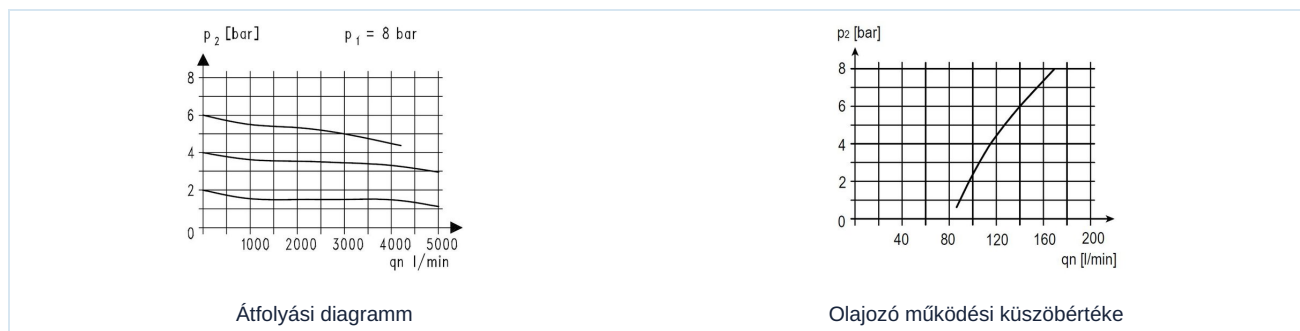 p2 [bar] p1 = 8 bar
8
6
4
2
0
1000 2000 3000 4000 5000
qn l/min
Átfolyási diagramm
p2 [bar]
8
6
4
2
0
40 80 120 160 200
qn [l/min]
Olajozó működési küszöbértéke